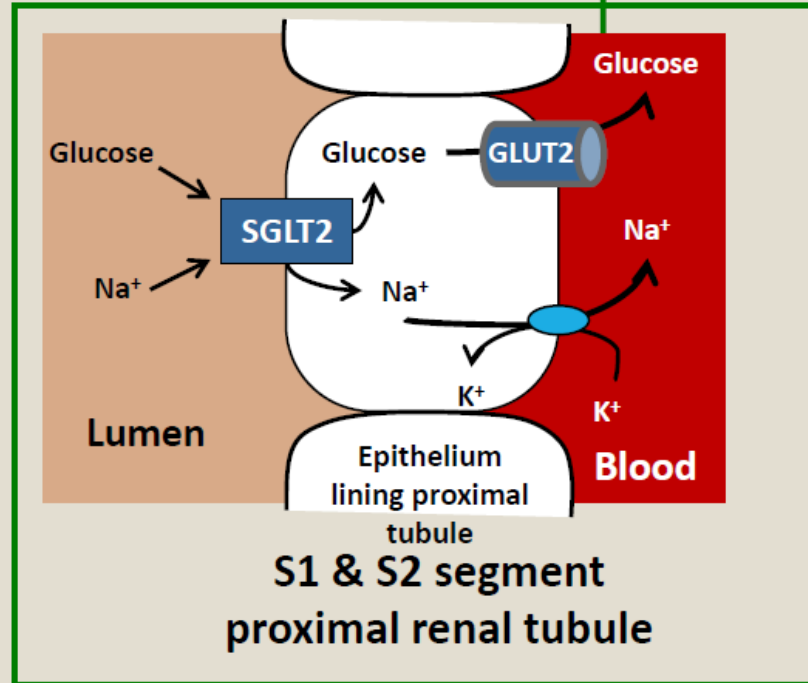 Glucose
Glucose
Glucose
GLUT2
SGLT2
Na⁺
Na⁺
Na⁺
K⁺
K⁺
Lumen
Blood
Epithelium
lining proximal
tubule
S1 & S2 segment
proximal renal tubule